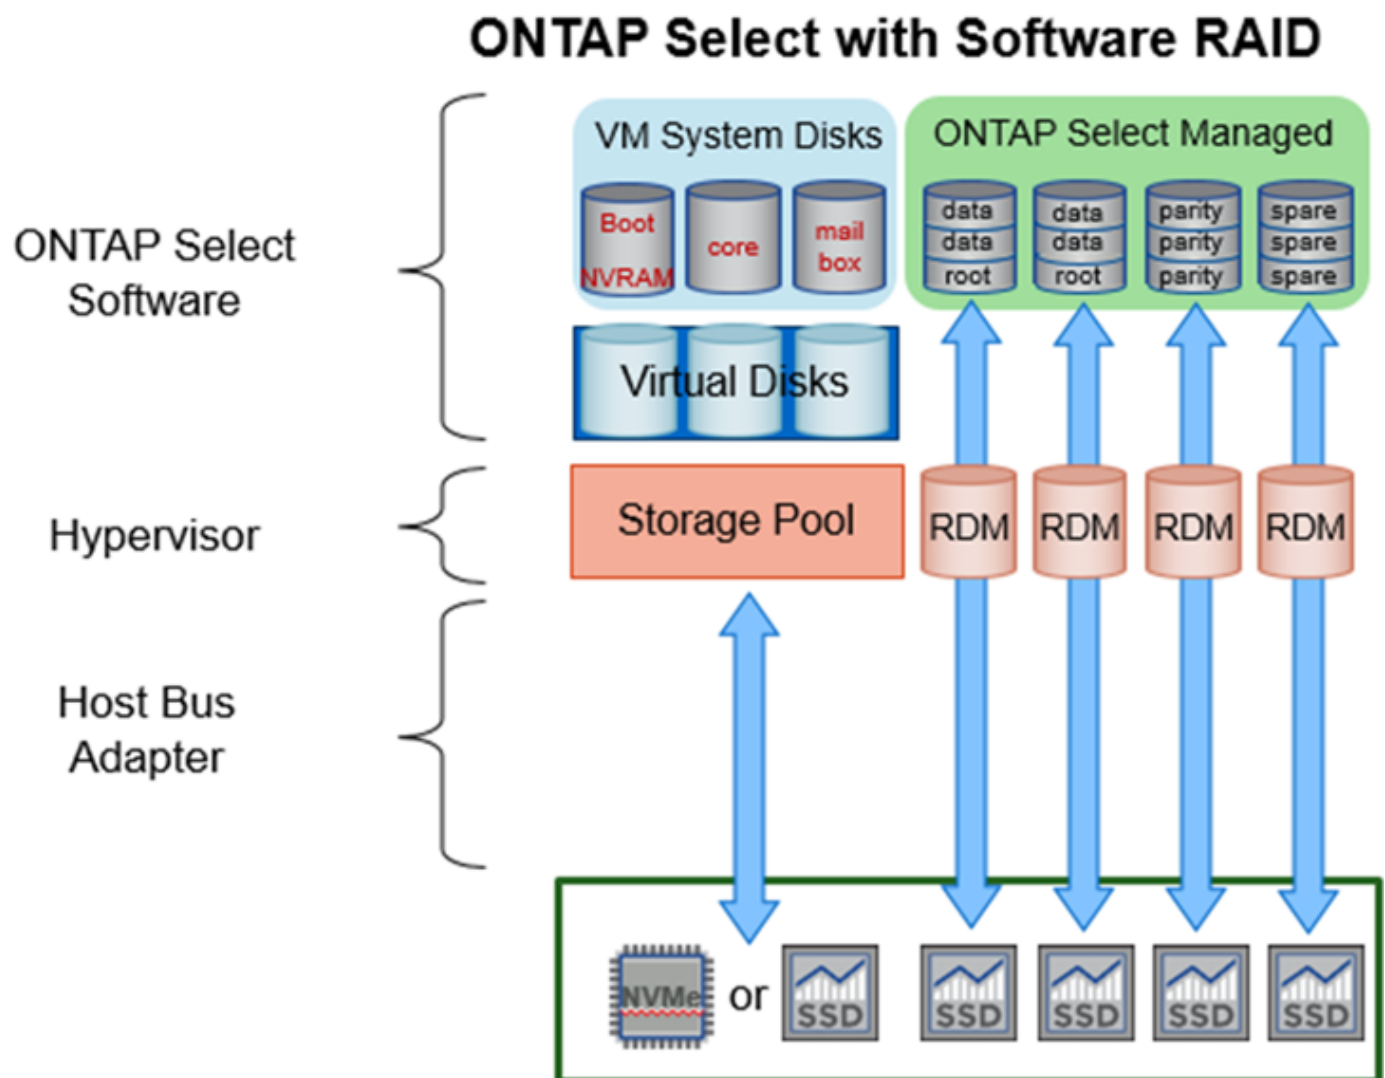 ONTAP Select with Software RAID
ONTAP Select
Software
VM System Disks
Boot
NVRAM
core
mail
box
ONTAP Select Managed
data
data
root
data
data
root
parity
parity
parity
spare
spare
spare
Virtual Disks
Hypervisor
Storage Pool
RDM
RDM
RDM
RDM
Host Bus
Adapter
NVMe
or
SSD
SSD
SSD
SSD
SSD